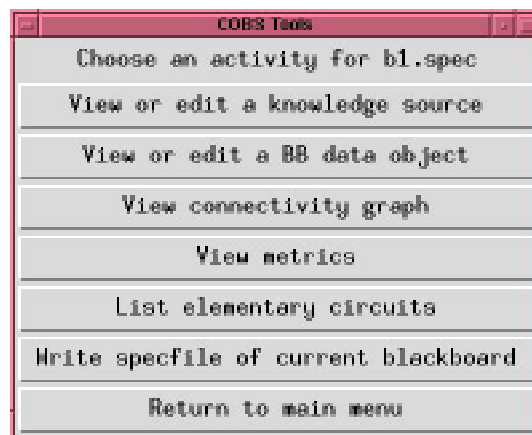 COBS Tools
Choose an activity for b1.spec
View or edit a knowledge source
View or edit a BB data object
View connectivity graph
View metrics
List elementary circuits
Write specfile of current blackboard
Return to main menu